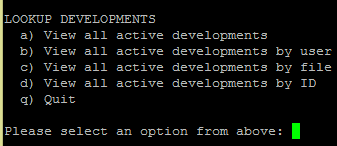 LOOKUP DEVELOPMENTS
a) View all active developments
b) View all active developments by user
c) View all active developments by file
d) View all active developments by ID
q) Quit
Please select an option from above: